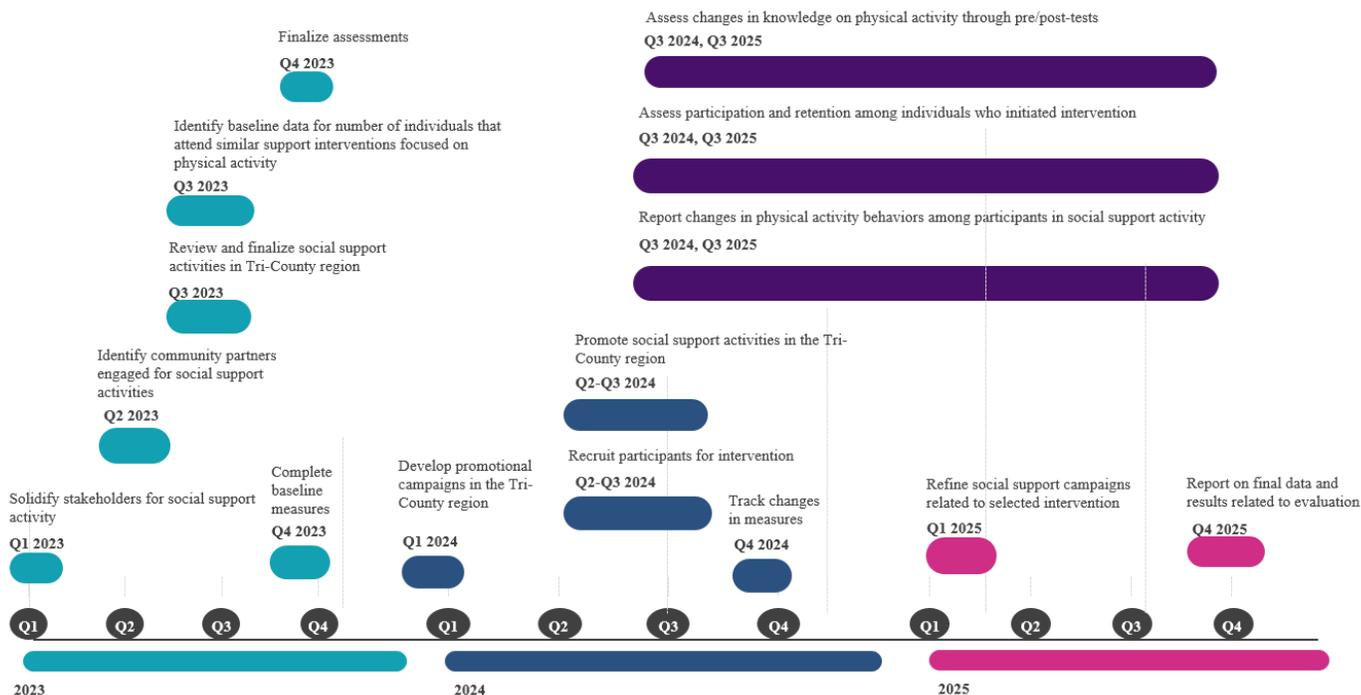 Assess changes in knowledge on physical activity through pre/post-tests
Q3 2024, Q3 2025
Finalize assessments
Q4 2023
Assess participation and retention among individuals who initiated intervention
Q3 2024, Q3 2025
Identify baseline data for number of individuals that
attend similar support interventions focused on
physical activity
Q3 2023
Report changes in physical activity behaviors among participants in social support activity
Q3 2024, Q3 2025
Review and finalize social support
activities in Tri-County region
Q3 2023
Promote social support activities in the Tri-
County region
Q2-Q3 2024
Identify community partners
engaged for social support
activities
Q2 2023
Recruit participants for intervention
Q2-Q3 2024
Solidify stakeholders for social support
activity
Q1 2023
Complete
baseline
measures
Q4 2023
Develop promotional
campaigns in the Tri-
County region
Q1 2024
Track changes
in measures
Q4 2024
Refine social support campaigns
related to selected intervention
Q1 2025
Report on final data and
results related to evaluation
Q4 2025
Q1 Q2 Q3 Q4 Q1 Q2 Q3 Q4 Q1 Q2 Q3 Q4
2023 2024 2025